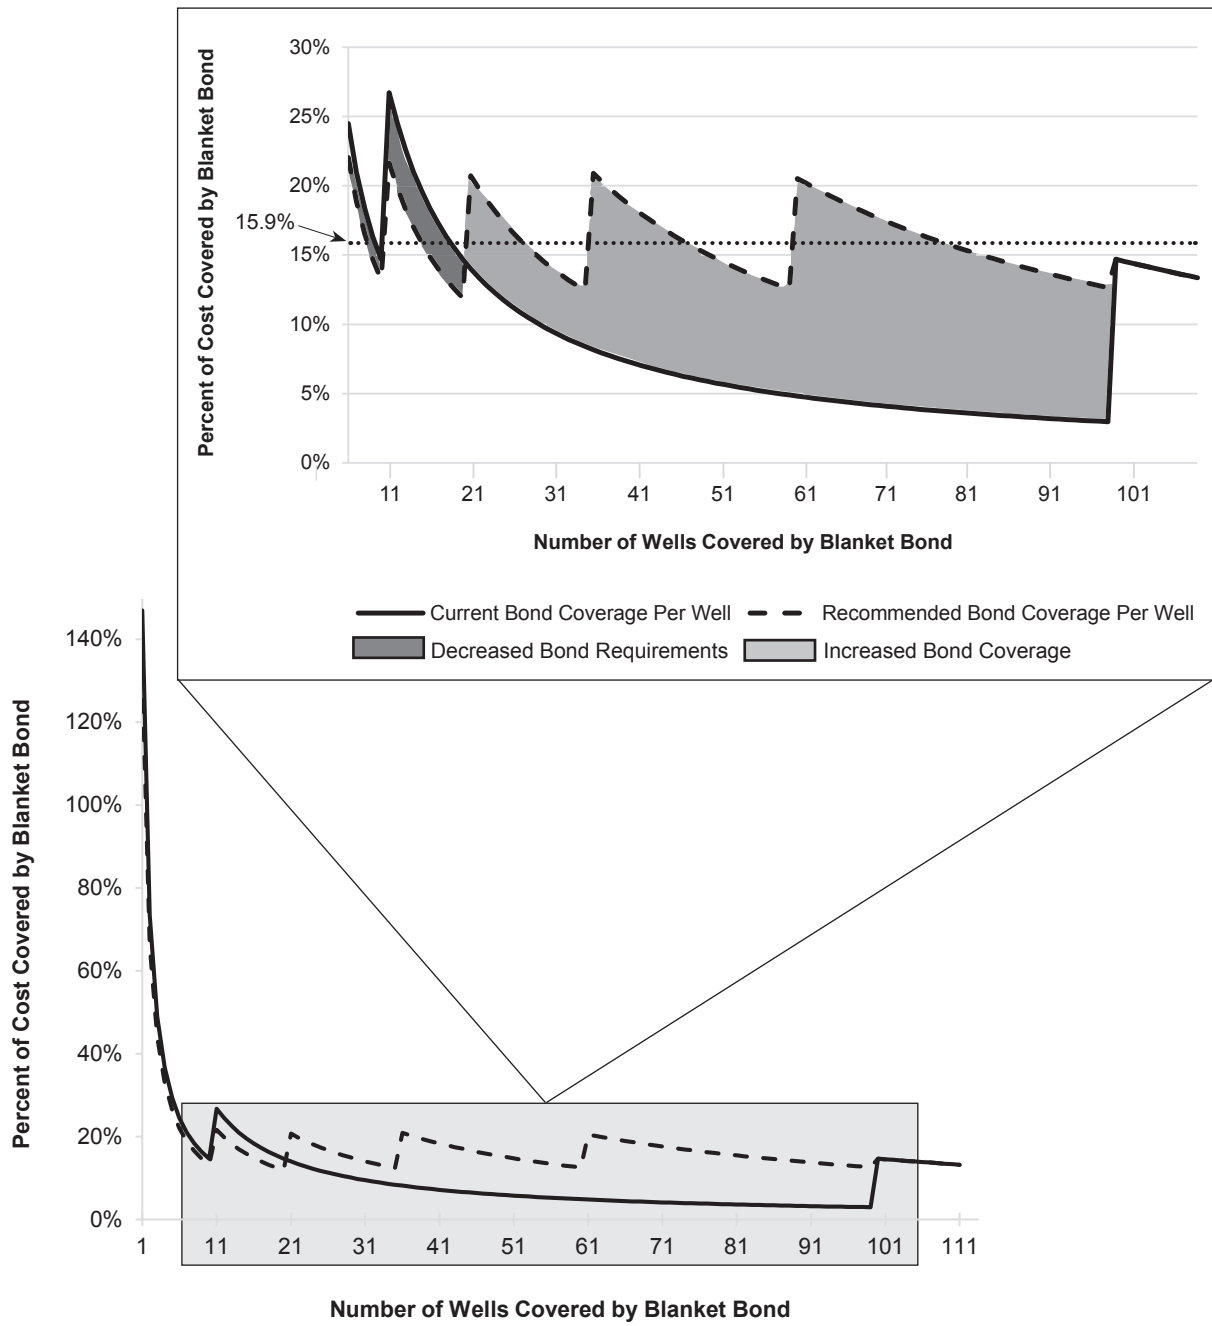 Percent of Cost Covered by Blanket Bond
30%
25%
20%
15.9%
15%
10%
5%
0%
11 21 31 41 51 61 71 81 91 101
Number of Wells Covered by Blanket Bond
Current Bond Coverage Per Well Recommended Bond Coverage Per Well
Decreased Bond Requirements Increased Bond Coverage
Percent of Cost Covered by Blanket Bond
140%
120%
100%
80%
60%
40%
20%
0%
1 11 21 31 41 51 61 71 81 91 101 111
Number of Wells Covered by Blanket Bond